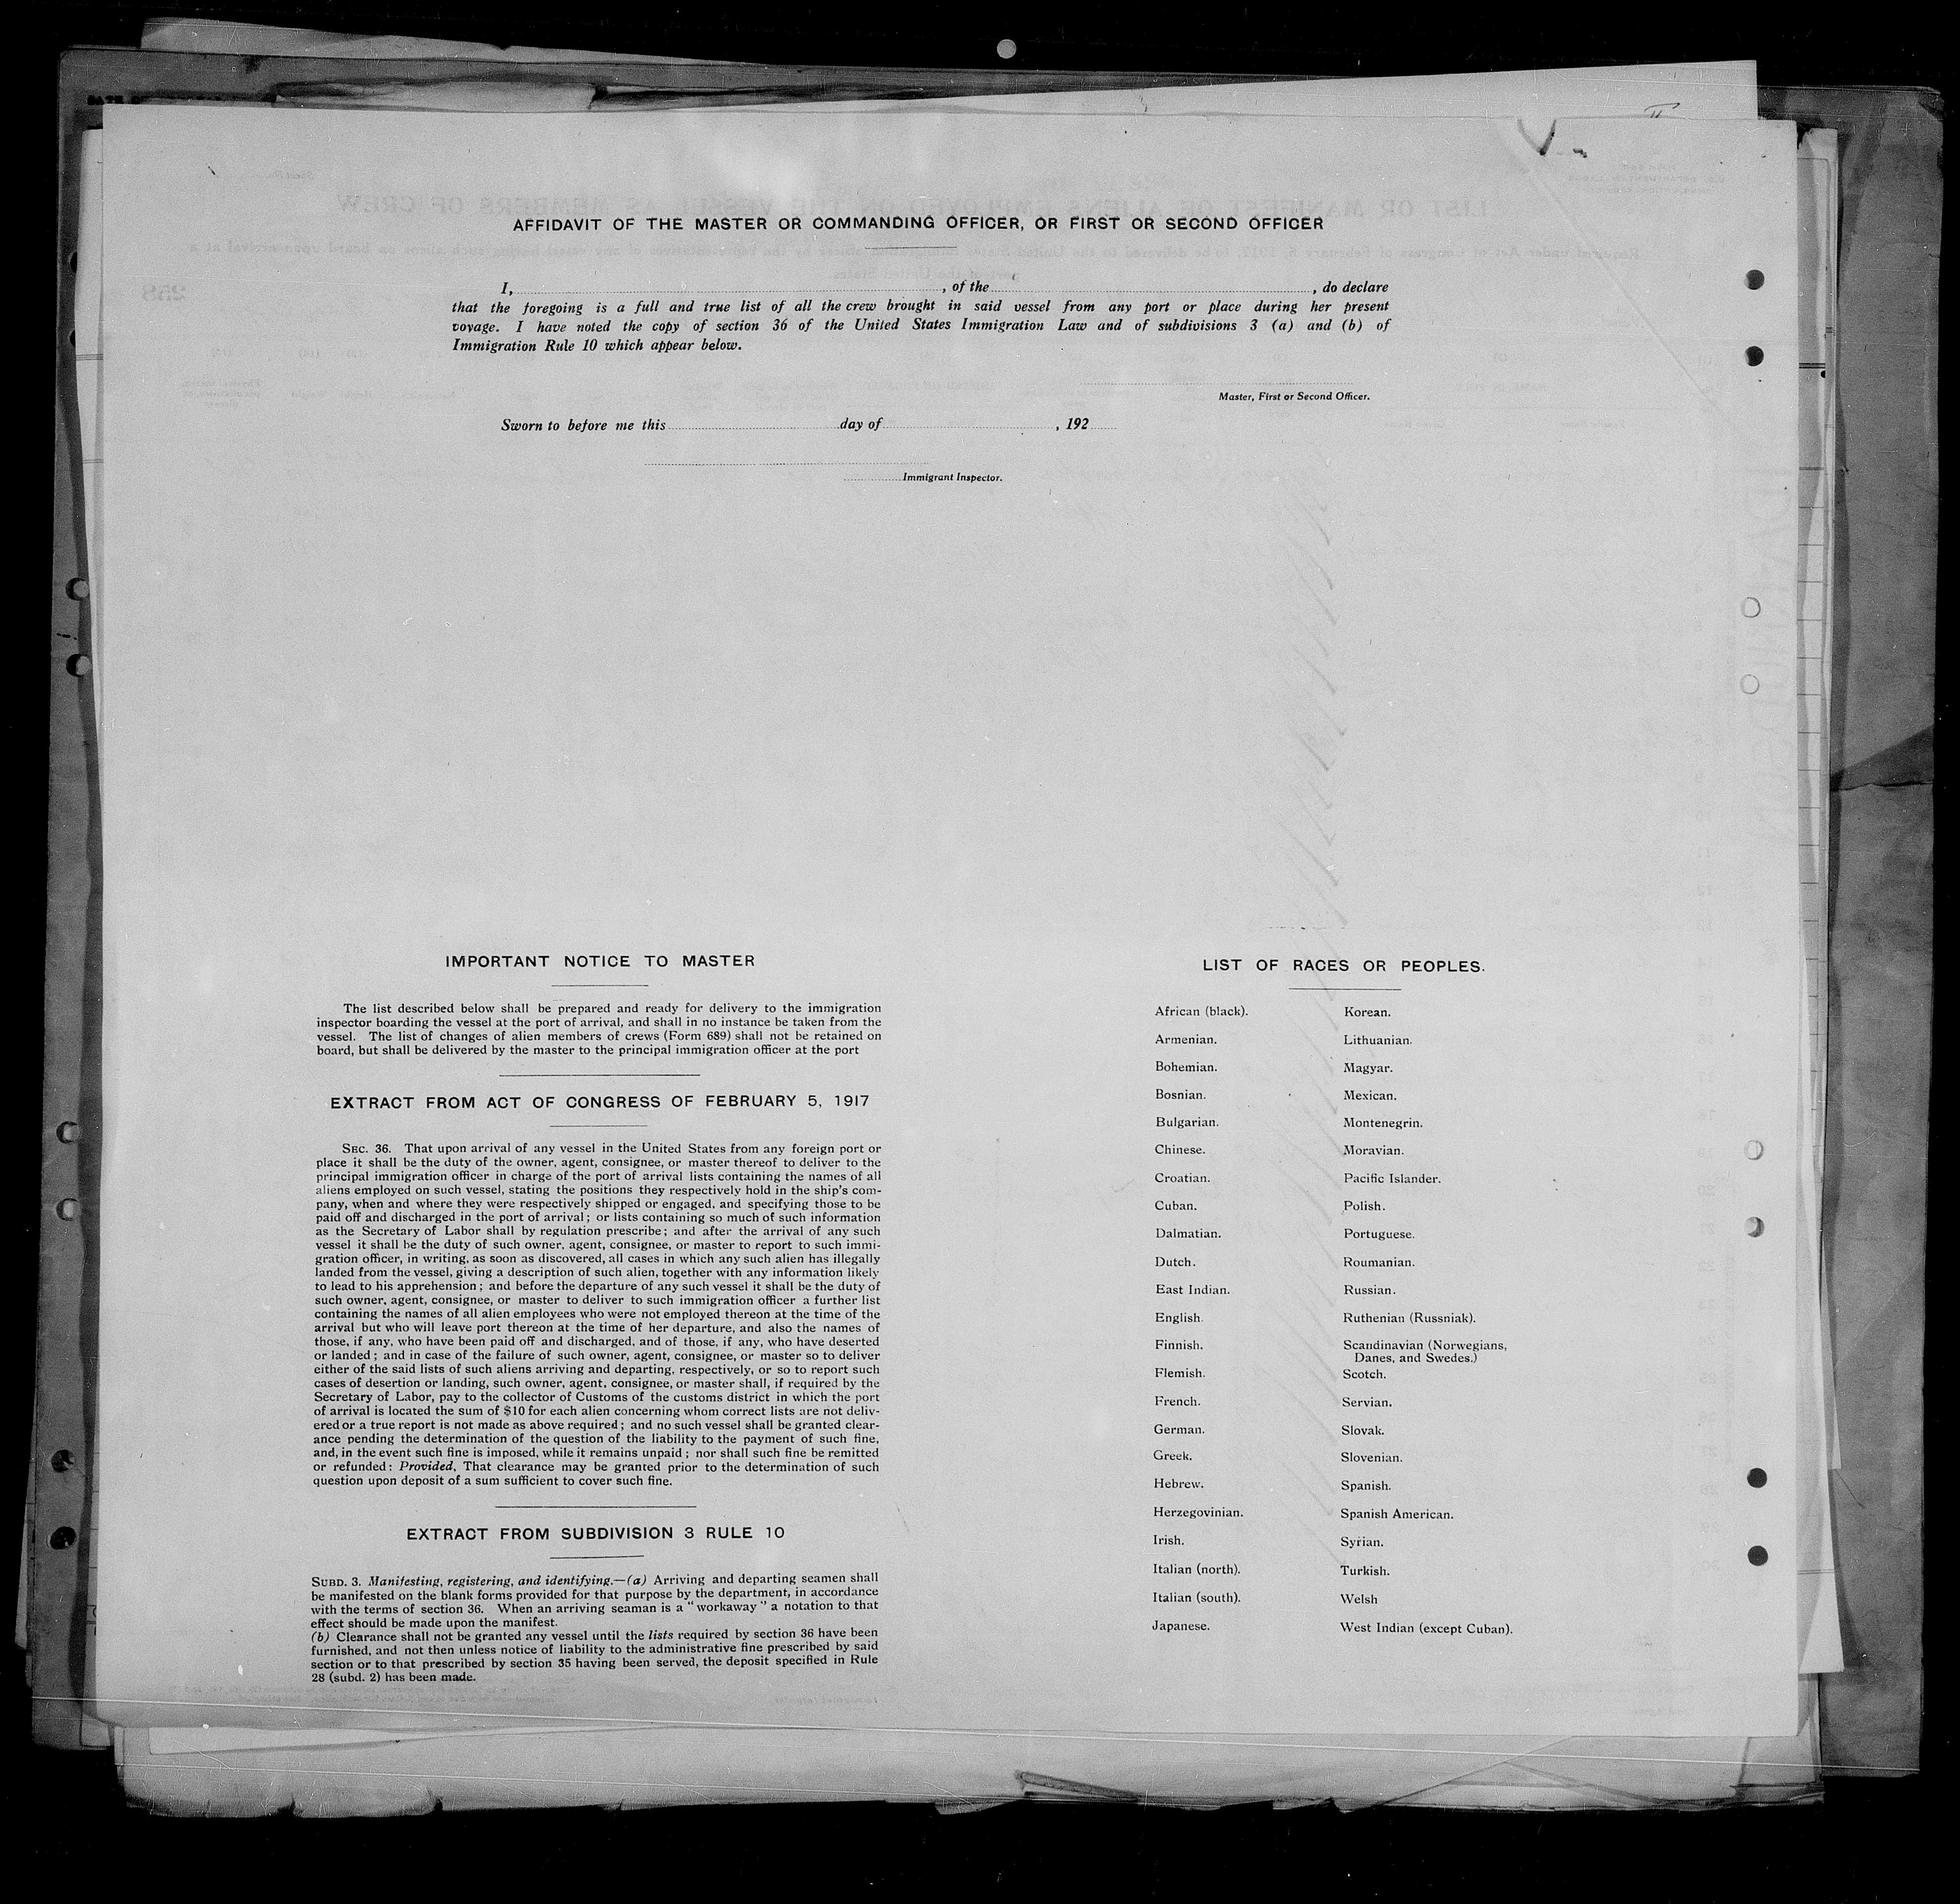 AFFIDAVIT OF THE MASTER OR COMMANDING OFFICER, OR FIRST OR SECOND OFFICER
I, , of the , do declare
that the foregoing is a full and true list of all the crew brought in said vessel from any port or place during her present
voyage. I have noted the copy of section 36 of the United States Immigration Law and of subdivisions 3 (a) and (b) of
Immigration Rule 10 which appear below.
Master, First or Second Officer.
Sworn to before me this day of , 192
Immigrant Inspector.
IMPORTANT NOTICE TO MASTER
The list described below shall be prepared and ready for delivery to the immigration
inspector boarding the vessel at the port of arrival, and shall in no instance be taken from the
vessel. The list of changes of alien members of crews (Form 689) shall not be retained on
board, but shall be delivered by the master to the principal immigration officer at the port
EXTRACT FROM ACT OF CONGRESS OF FEBRUARY 5, 1917
SEC. 36. That upon arrival of any vessel in the United States from any foreign port or
place it shall be the duty of the owner, agent, consignee, or master thereof to deliver to the
principal immigration officer in charge of the port of arrival lists containing the names of all
aliens employed on such vessel, stating the positions they respectively hold in the ship's com-
pany, when and where they were respectively shipped or engaged, and specifying those to be
paid off and discharged in the port of arrival; or lists containing so much of such information
as the Secretary of Labor shall by regulation prescribe; and after the arrival of any such
vessel it shall be the duty of such owner, agent, consignee, or master to report to such immi-
gration officer, in writing, as soon as discovered, all cases in which any such alien has illegally
landed from the vessel, giving a description of such alien, together with any information likely
to lead to his apprehension; and before the departure of any such vessel it shall be the duty of
such owner, agent, consignee, or master to deliver to such immigration officer a further list
containing the names of all alien employees who were not employed thereon at the time of the
arrival but who will leave port thereon at the time of her departure, and also the names of
those, if any, who have been paid off and discharged, and of those, if any, who have deserted
or landed; and in case of the failure of such owner, agent, consignee, or master so to deliver
either of the said lists of such aliens arriving and departing, respectively, or so to report such
cases of desertion or landing, such owner, agent, consignee, or master shall, if required by the
Secretary of Labor, pay to the collector of Customs of the customs district in which the port
of arrival is located the sum of $10 for each alien concerning whom correct lists are not deliv-
ered or a true report is not made as above required; and no such vessel shall be granted clear-
ance pending the determination of the question of the liability to the payment of such fine,
and, in the event such fine is imposed, while it remains unpaid; nor shall such fine be remitted
or refunded: Provided, That clearance may be granted prior to the determination of such
question upon deposit of a sum sufficient to cover such fine.
EXTRACT FROM SUBDIVISION 3 RULE 10
SUBD. 3. Manifesting, registering, and identifying.—(a) Arriving and departing seamen shall
be manifested on the blank forms provided for that purpose by the department, in accordance
with the terms of section 36. When an arriving seaman is a "workaway" a notation to that
effect should be made upon the manifest.
(b) Clearance shall not be granted any vessel until the lists required by section 36 have been
furnished, and not then unless notice of liability to the administrative fine prescribed by said
section or to that prescribed by section 35 having been served, the deposit specified in Rule
28 (subd. 2) has been made.
LIST OF RACES OR PEOPLES.
African (black).
Armenian.
Bohemian.
Bosnian.
Bulgarian.
Chinese.
Croatian.
Cuban.
Dalmatian.
Dutch.
East Indian.
English.
Finnish.
Flemish.
French.
German.
Greek.
Hebrew.
Herzegovinian.
Irish.
Italian (north).
Italian (south).
Japanese.
Korean.
Lithuanian.
Magyar.
Mexican.
Montenegrin.
Moravian.
Pacific Islander.
Polish.
Portuguese.
Roumanian.
Russian.
Ruthenian (Russniak).
Scandinavian (Norwegians,
Danes, and Swedes.)
Scotch.
Servian.
Slovak.
Slovenian.
Spanish.
Spanish American.
Syrian.
Turkish.
Welsh
West Indian (except Cuban).